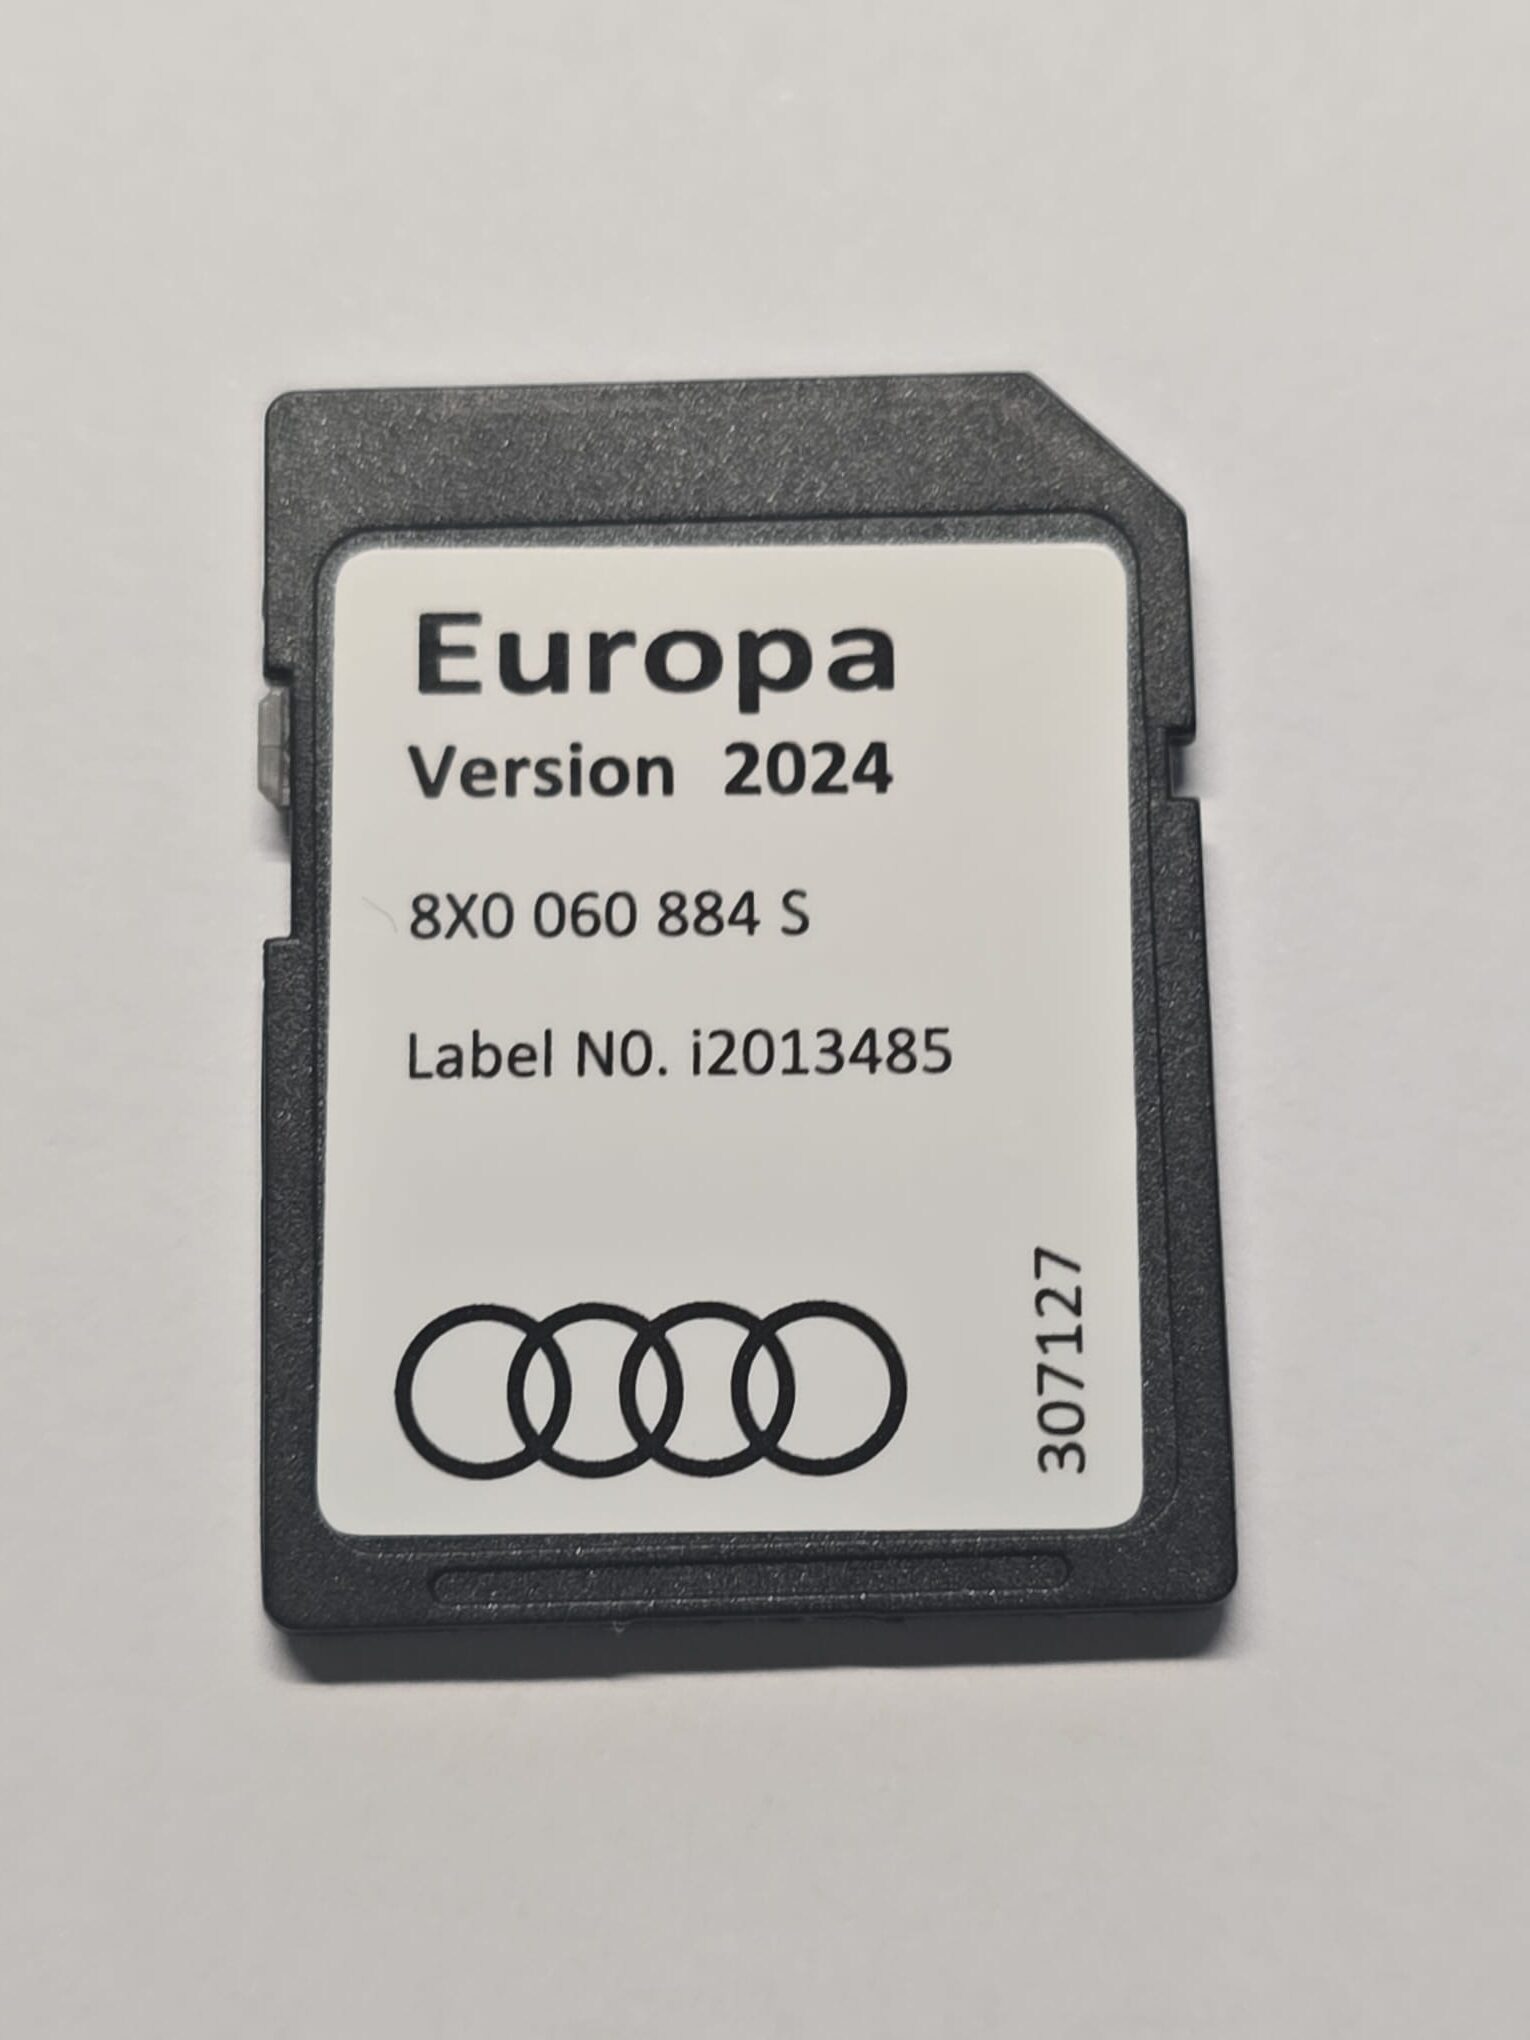 Europa
Version 2024
8X0 060 884 S
Label N0. i2013485
307127